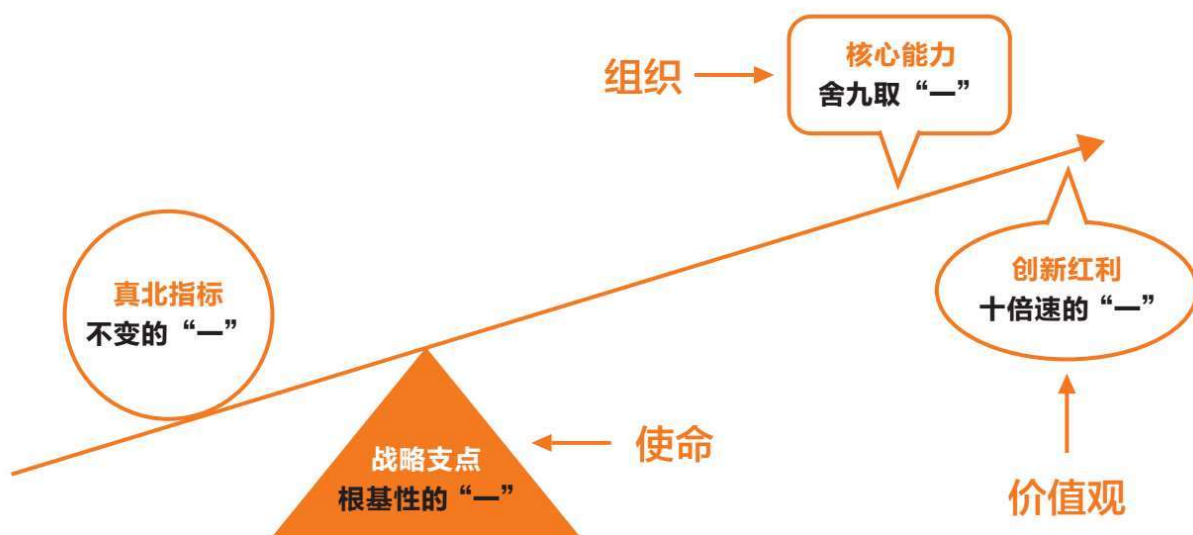 组织
核心能力
舍九取“一”
真北指标
不变的“一”
创新红利
十倍速的“一”
战略支点
根基性的“一”
使命
价值观